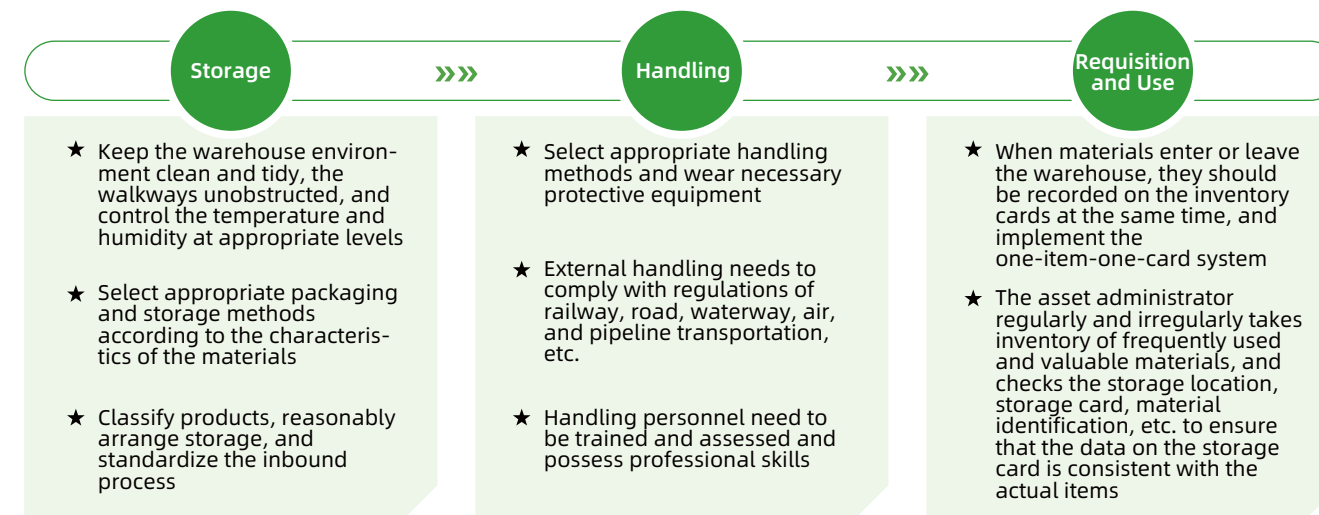 Storage
»»
Handling
»»
Requisition
and Use
★ Keep the warehouse environ-
ment clean and tidy, the
walkways unobstructed, and
control the temperature and
humidity at appropriate levels
★ Select appropriate packaging
and storage methods
according to the characteris-
tics of the materials
★ Classify products, reasonably
arrange storage, and
standardize the inbound
process
★ Select appropriate handling
methods and wear necessary
protective equipment
★ External handling needs to
comply with regulations of
railway, road, waterway, air,
and pipeline transportation,
etc.
★ Handling personnel need to
be trained and assessed and
possess professional skills
★ When materials enter or leave
the warehouse, they should
be recorded on the inventory
cards at the same time, and
implement the
one-item-one-card system
★ The asset administrator
regularly and irregularly takes
inventory of frequently used
and valuable materials, and
checks the storage location,
storage card, material
identification, etc. to ensure
that the data on the storage
card is consistent with the
actual items